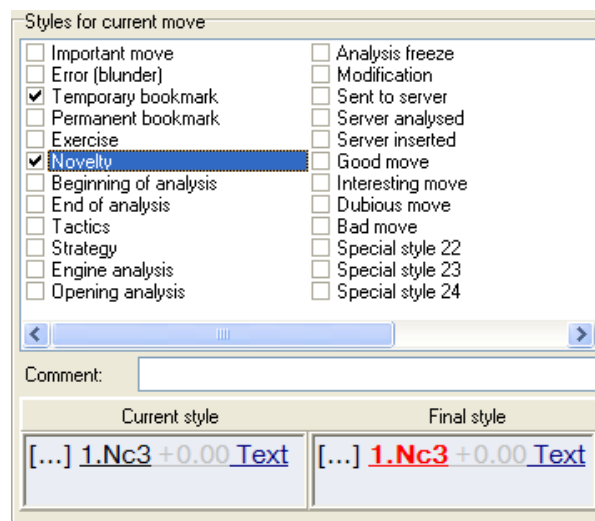 Styles for current move
Important move
Error (blunder)
Temporary bookmark
Permanent bookmark
Exercise
Novelty
Beginning of analysis
End of analysis
Tactics
Strategy
Engine analysis
Opening analysis
Analysis freeze
Modification
Sent to server
Server analysed
Server inserted
Good move
Interesting move
Dubious move
Bad move
Special style 22
Special style 23
Special style 24
Comment:
Current style
[...] 1.Nc3 +0.00 Text
Final style
[...] 1.Nc3 +0.00 Text